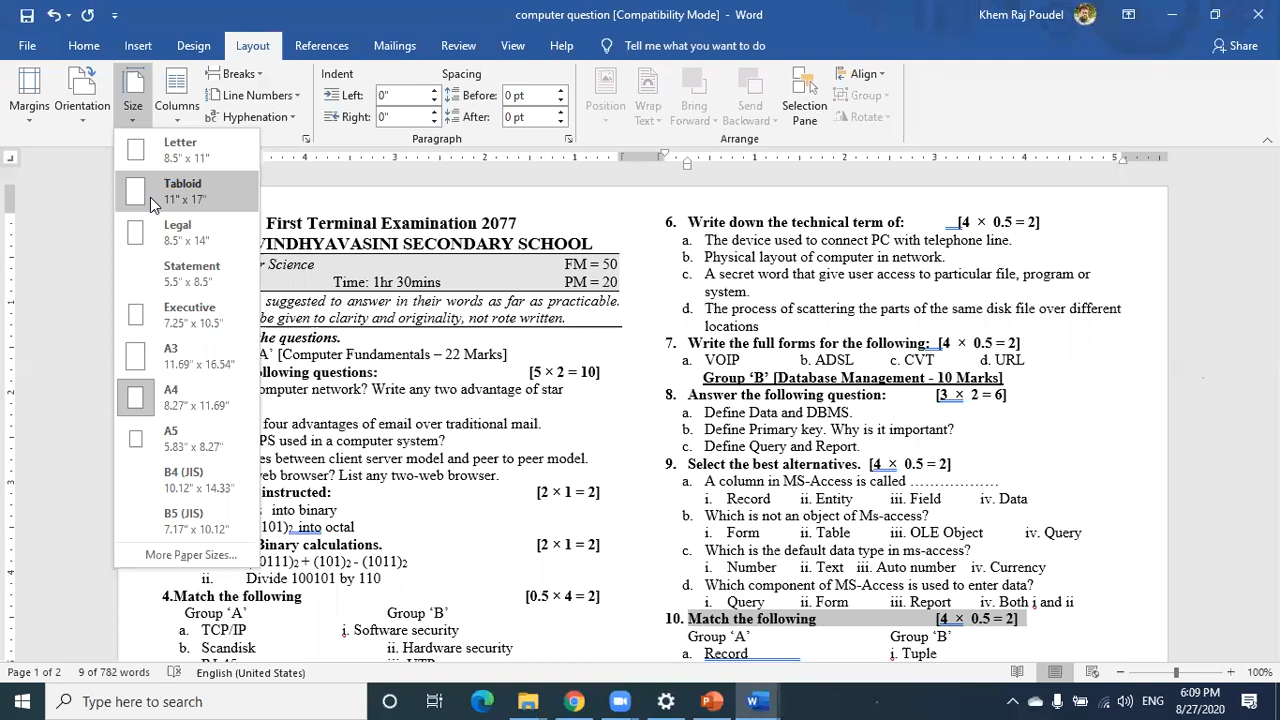 computer question [Compatibility Mode] - Word
Khem Raj Poudel
File Home Insert Design Layout References Mailings Review View Help Tell me what you want to do Share
Margins Orientation Size Columns
Breaks
Line Numbers
Hyphenation
Indent Spacing
Left: 0" Before: 0 pt
Right: 0" After: 0 pt
Paragraph
Position Wrap Text Bring Forward Send Backward Selection Pane
Align
Group
Rotate
Arrange
Letter
8.5" x 11"
Tabloid
11" x 17"
Legal
8.5" x 14"
Statement
5.5" x 8.5"
Executive
7.25" x 10.5"
A3
11.69" x 16.54"
A4
8.27" x 11.69"
A5
5.83" x 8.27"
B4 (JIS)
10.12" x 14.33"
B5 (JIS)
7.17" x 10.12"
More Paper Sizes...
First Terminal Examination 2077
VINDHYAVASINI SECONDARY SCHOOL
Science FM = 50
Time: 1hr 30mins PM = 20
suggested to answer in their words as far as practicable.
be given to clarity and originality, not rote written.
the questions.
'A' [Computer Fundamentals – 22 Marks]
following questions: [5 × 2 = 10]
computer network? Write any two advantage of star
four advantages of email over traditional mail.
PS used in a computer system?
es between client server model and peer to peer model.
web browser? List any two-web browser.
instructed: [2 × 1 = 2]
into binary
101)2 into octal
Binary calculations. [2 × 1 = 2]
(0111)2 + (101)2 - (1011)2
ii. Divide 100101 by 110
4.Match the following [0.5 × 4 = 2]
Group 'A' Group 'B'
a. TCP/IP i. Software security
b. Scandisk ii. Hardware security
6. Write down the technical term of: [4 × 0.5 = 2]
a. The device used to connect PC with telephone line.
b. Physical layout of computer in network.
c. A secret word that give user access to particular file, program or
system.
d. The process of scattering the parts of the same disk file over different
locations
7. Write the full forms for the following: [4 × 0.5 = 2]
a. VOIP b. ADSL c. CVT d. URL
Group 'B' [Database Management - 10 Marks]
8. Answer the following question: [3 × 2 = 6]
a. Define Data and DBMS.
b. Define Primary key. Why is it important?
c. Define Query and Report.
9. Select the best alternatives. [4 × 0.5 = 2]
a. A column in MS-Access is called ………………
i. Record ii. Entity iii. Field iv. Data
b. Which is not an object of Ms-access?
i. Form ii. Table iii. OLE Object iv. Query
c. Which is the default data type in ms-access?
i. Number ii. Text iii. Auto number iv. Currency
d. Which component of MS-Access is used to enter data?
i. Query ii. Form iii. Report iv. Both i and ii
10. Match the following [4 × 0.5 = 2]
Group 'A' Group 'B'
a. Record i. Tuple
Page 1 of 2 9 of 782 words English (United States) 100%
Type here to search
ENG
6:09 PM
8/27/2020